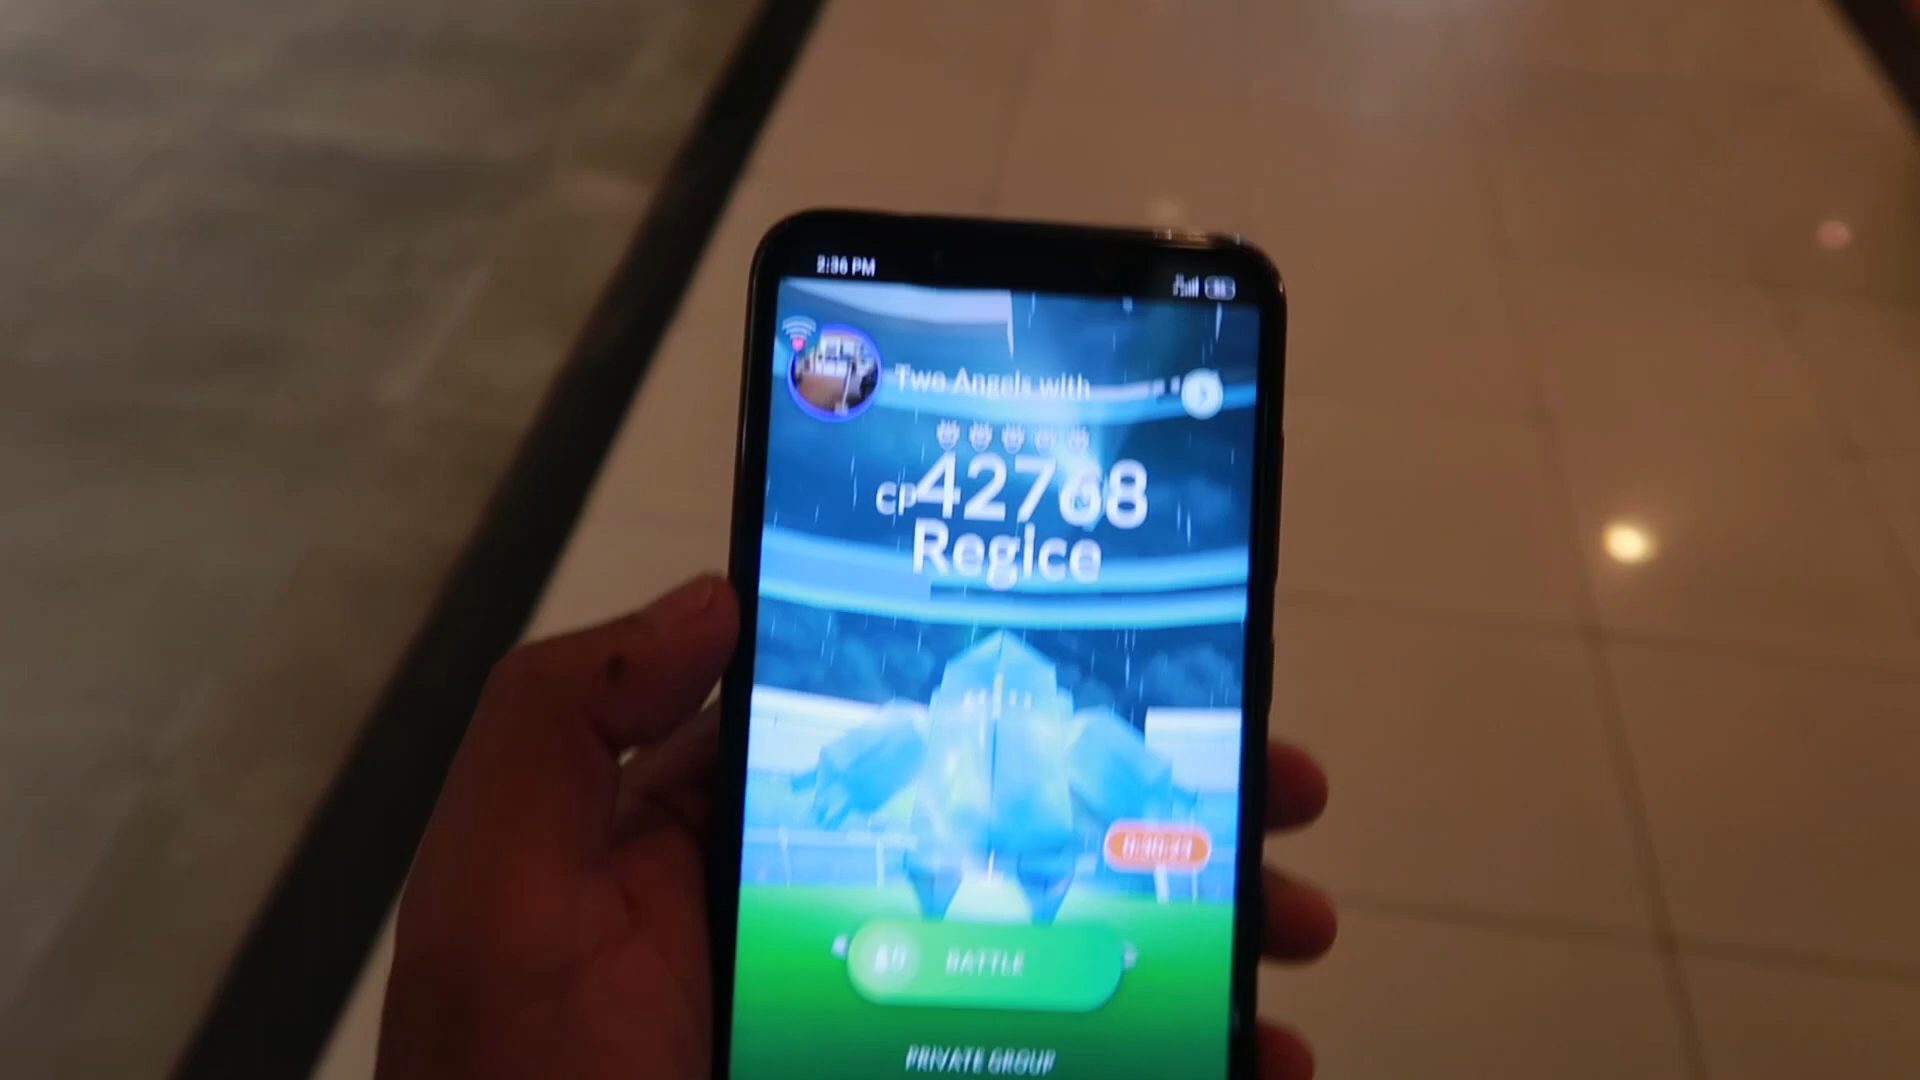 2:36 PM
Two Angels with
CP42768
Regice
BATTLE
PRIVATE GROUP